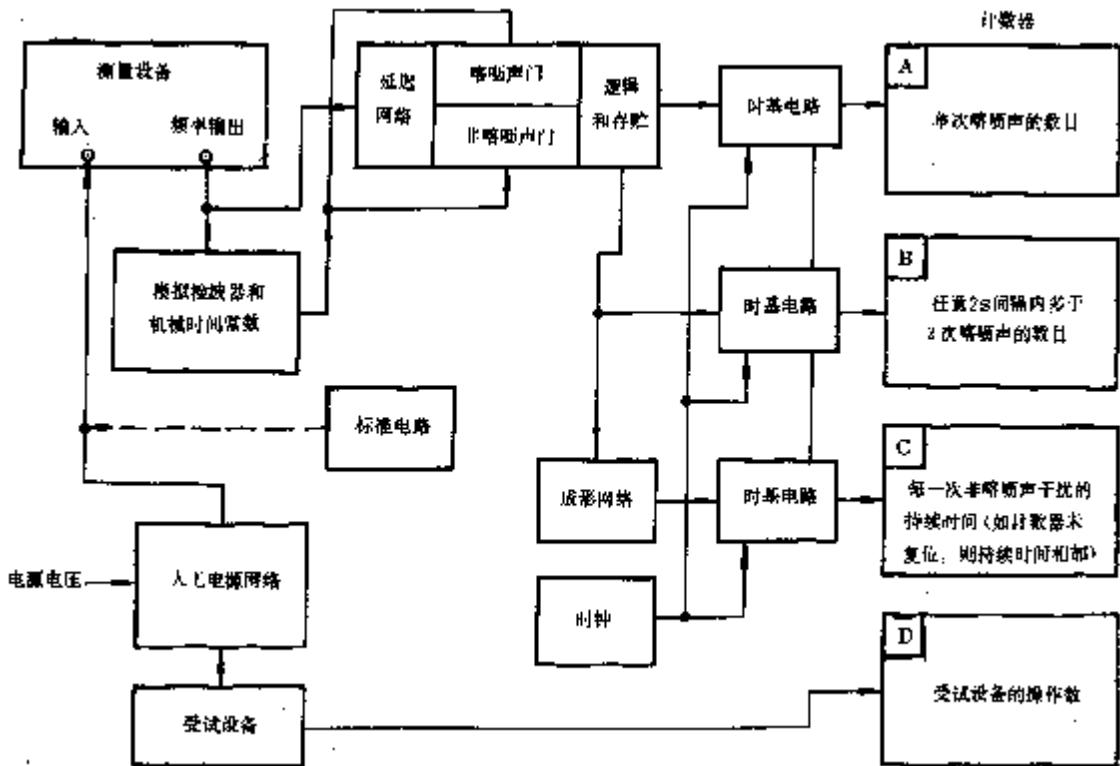 计数器
测量设备
输入
频率输出
延迟
网络
喀呖声门
非喀呖声门
逻辑
和存贮
时基电路
A
单次喀呖声的数目
模拟检波器和
机械时间常数
时基电路
B
任意2s间隔内多于
2次喀呖声的数目
标准电路
成形网络
时基电路
C
每一次非喀呖声干扰的
持续时间(如计数器未
复位,则持续时间相部)
电源电压
人工电源网络
时钟
D
受试设备
受试设备的操作数